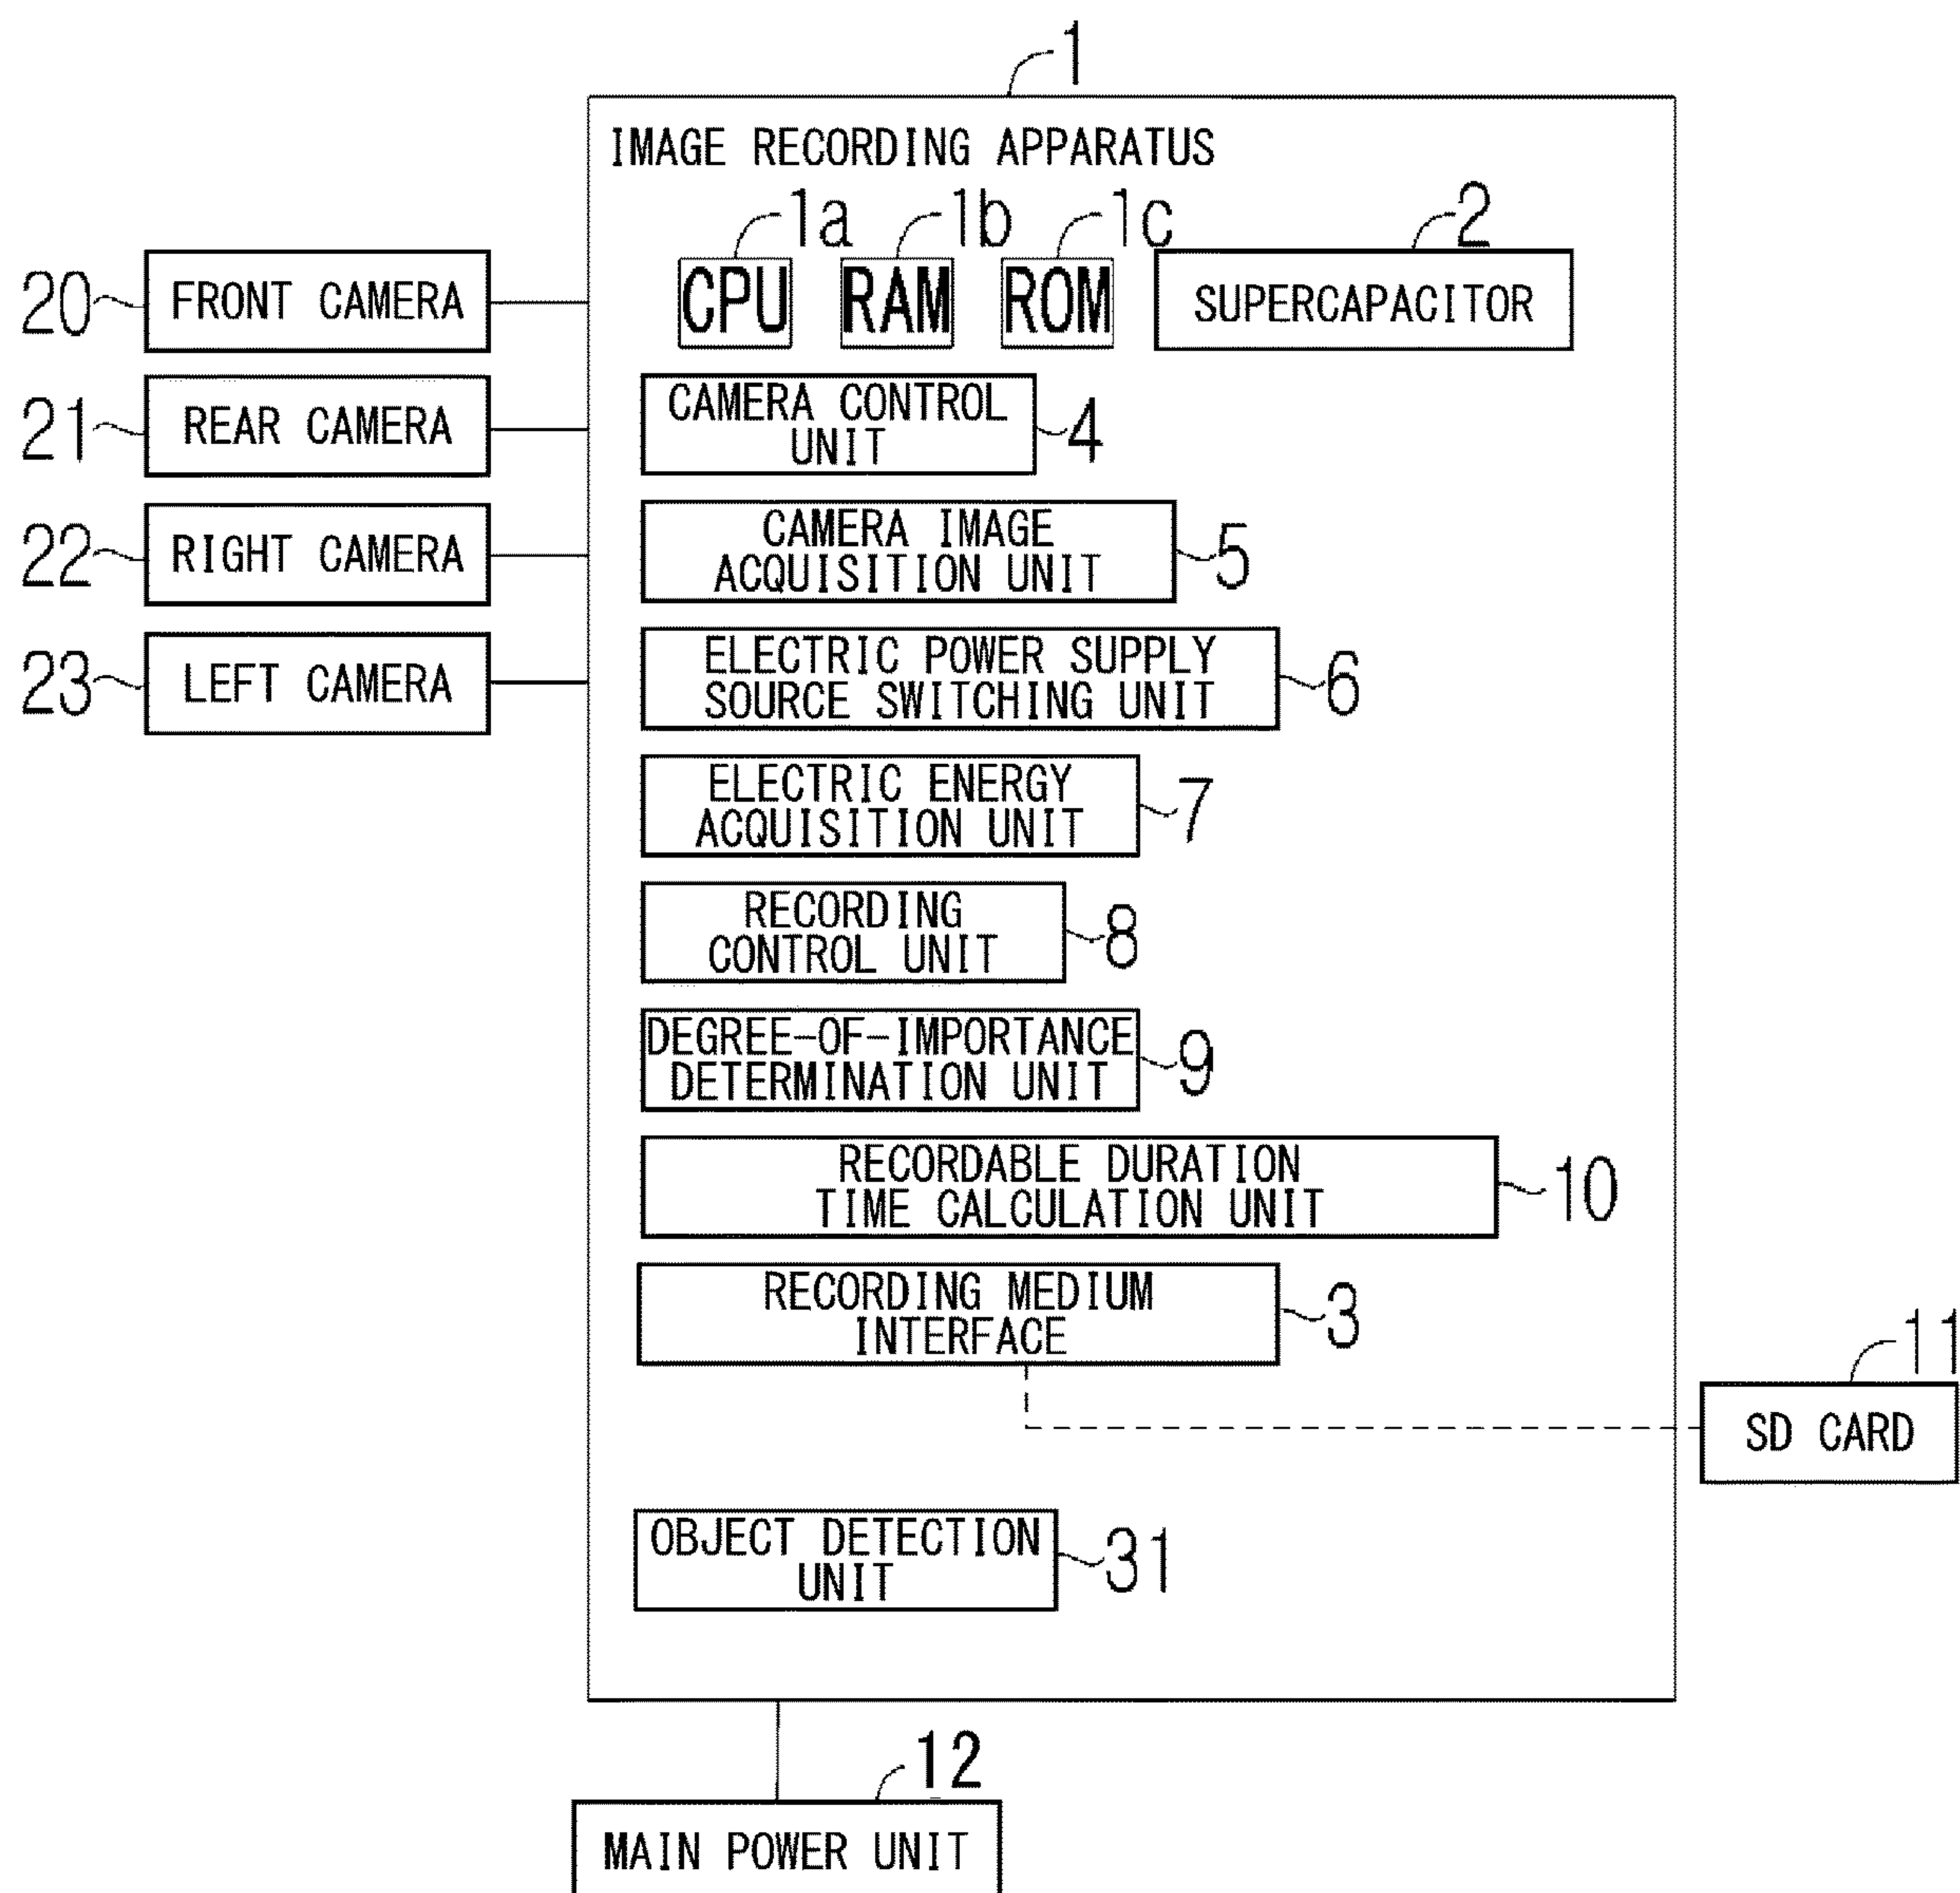 1
IMAGE RECORDING APPARATUS
1a 1b 1c 2
CPU RAM ROM SUPERCAPACITOR
20 FRONT CAMERA
21 REAR CAMERA
22 RIGHT CAMERA
23 LEFT CAMERA
CAMERA CONTROL
UNIT
4
CAMERA IMAGE
ACQUISITION UNIT
5
ELECTRIC POWER SUPPLY
SOURCE SWITCHING UNIT
6
ELECTRIC ENERGY
ACQUISITION UNIT
7
RECORDING
CONTROL UNIT
8
DEGREE-OF-IMPORTANCE
DETERMINATION UNIT
9
RECORDABLE DURATION
TIME CALCULATION UNIT
10
RECORDING MEDIUM
INTERFACE
3
11
SD CARD
OBJECT DETECTION
UNIT
31
12
MAIN POWER UNIT